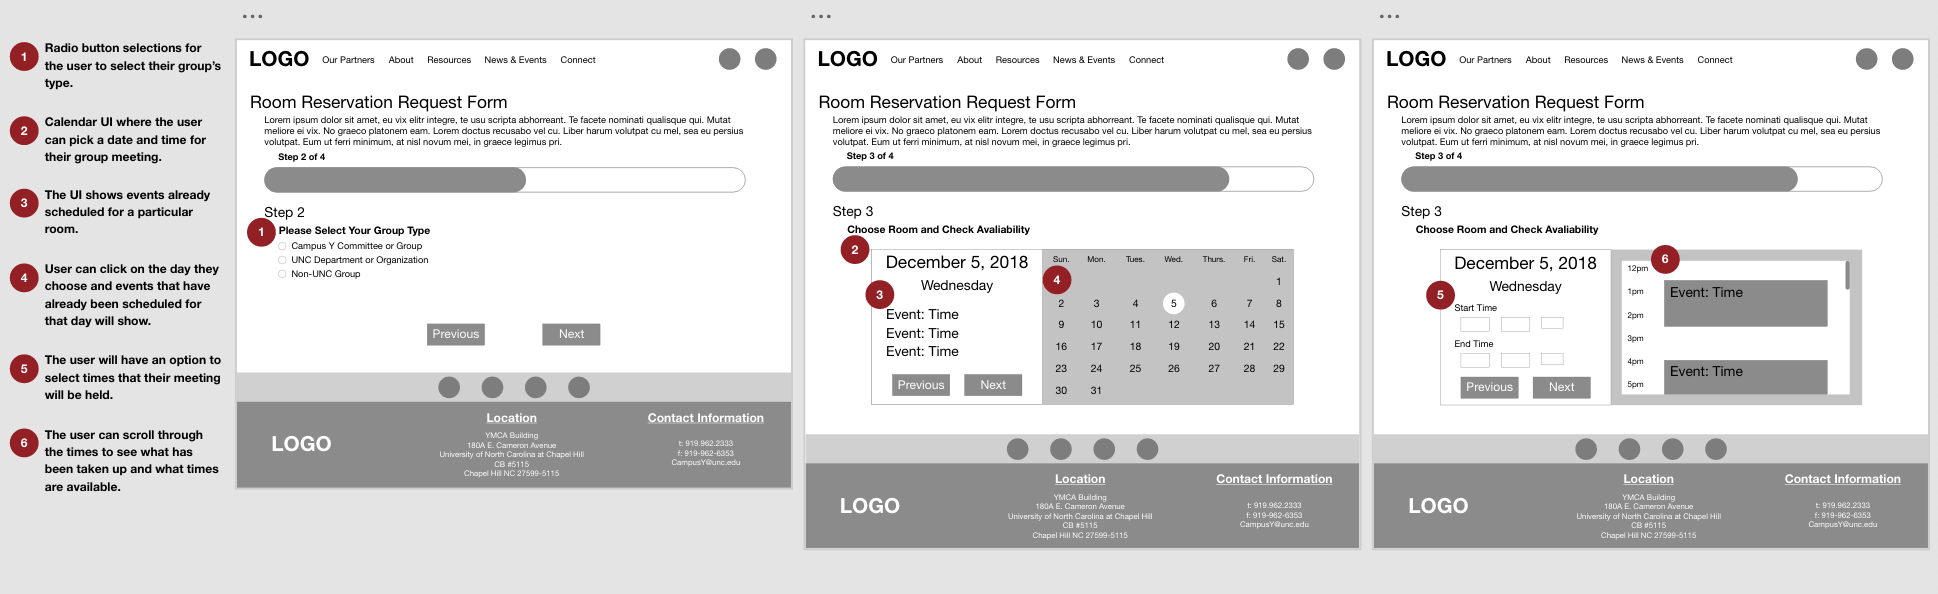 1
Radio button selections for
the user to select their group's
type.
2
Calendar UI where the user
can pick a date and time for
their group meeting.
3
The UI shows events already
scheduled for a particular
room.
4
User can click on the day they
choose and events that have
already been scheduled for
that day will show.
5
The user will have an option to
select times that their meeting
will be held.
6
The user can scroll through
the times to see what has
been taken up and what times
are available.
LOGO Our Partners About Resources News & Events Connect
Room Reservation Request Form
Lorem ipsum dolor sit amet, eu vix elitr integre, te usu scripta abhorreant. Te facete nominati qualisque qui. Mutat
meliore ei vix. No graeco platonem eam. Lorem doctus recusabo vel cu. Liber harum volutpat cu mel, sea eu persius
volutpat. Eum ut ferri minimum, at nisl novum mei, in graece legimus pri.
Step 2 of 4
Step 2
1 Please Select Your Group Type
Campus Y Committee or Group
UNC Department or Organization
Non-UNC Group
Previous Next
LOGO
Location
YMCA Building
180A E. Cameron Avenue
University of North Carolina at Chapel Hill
CB #5115
Chapel Hill NC 27599-5115
Contact Information
t: 919.962.2333
f: 919-962-6353
CampusY@unc.edu
LOGO Our Partners About Resources News & Events Connect
Room Reservation Request Form
Lorem ipsum dolor sit amet, eu vix elitr integre, te usu scripta abhorreant. Te facete nominati qualisque qui. Mutat
meliore ei vix. No graeco platonem eam. Lorem doctus recusabo vel cu. Liber harum volutpat cu mel, sea eu persius
volutpat. Eum ut ferri minimum, at nisl novum mei, in graece legimus pri.
Step 3 of 4
Step 3
Choose Room and Check Avaliability
2
December 5, 2018
Wednesday
3
Event: Time
Event: Time
Event: Time
Previous Next
Sun. Mon. Tues. Wed. Thurs. Fri. Sat.
4
1
2 3 4 5 6 7 8
9 10 11 12 13 14 15
16 17 18 19 20 21 22
23 24 25 26 27 28 29
30 31
LOGO
Location
YMCA Building
180A E. Cameron Avenue
University of North Carolina at Chapel Hill
CB #5115
Chapel Hill NC 27599-5115
Contact Information
t: 919.962.2333
f: 919-962-6353
CampusY@unc.edu
LOGO Our Partners About Resources News & Events Connect
Room Reservation Request Form
Lorem ipsum dolor sit amet, eu vix elitr integre, te usu scripta abhorreant. Te facete nominati qualisque qui. Mutat
meliore ei vix. No graeco platonem eam. Lorem doctus recusabo vel cu. Liber harum volutpat cu mel, sea eu persius
volutpat. Eum ut ferri minimum, at nisl novum mei, in graece legimus pri.
Step 3 of 4
Step 3
Choose Room and Check Avaliability
December 5, 2018
Wednesday
5
Start Time
End Time
Previous Next
6
12pm
1pm Event: Time
2pm
3pm
4pm
Event: Time
5pm
LOGO
Location
YMCA Building
180A E. Cameron Avenue
University of North Carolina at Chapel Hill
CB #5115
Chapel Hill NC 27599-5115
Contact Information
t: 919.962.2333
f: 919-962-6353
CampusY@unc.edu